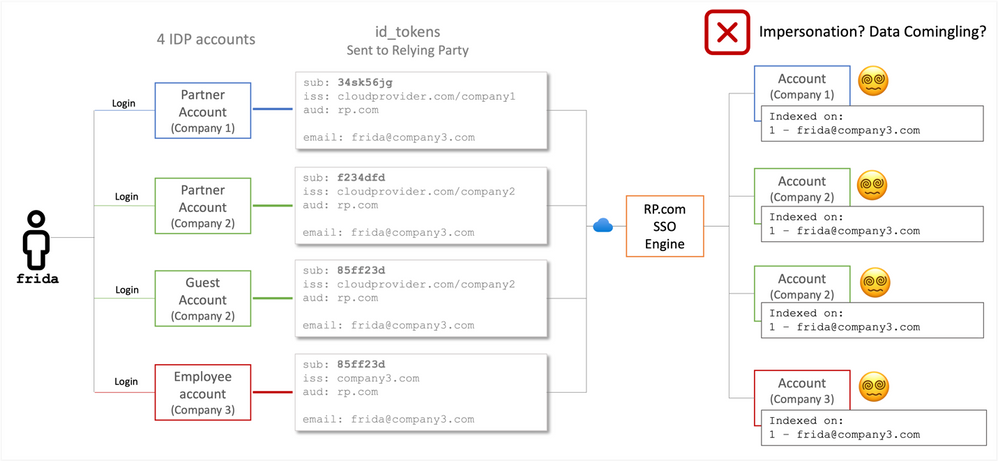 4 IDP accounts
id_tokens
Sent to Relying Party
Impersonation? Data Comingling?
Login
Partner
Account
(Company 1)
sub: 34sk56jg
iss: cloudprovider.com/company1
aud: rp.com
email: frida@company3.com
Account
(Company 1)
Indexed on:
1 - frida@company3.com
Login
Partner
Account
(Company 2)
sub: f234dfd
iss: cloudprovider.com/company2
aud: rp.com
email: frida@company3.com
Account
(Company 2)
Indexed on:
1 - frida@company3.com
frida
RP.com
SSO
Engine
Login
Guest
Account
(Company 2)
sub: 85ff23d
iss: cloudprovider.com/company2
aud: rp.com
email: frida@company3.com
Account
(Company 2)
Indexed on:
1 - frida@company3.com
Login
Employee
account
(Company 3)
sub: 85ff23d
iss: company3.com
aud: rp.com
email: frida@company3.com
Account
(Company 3)
Indexed on:
1 - frida@company3.com